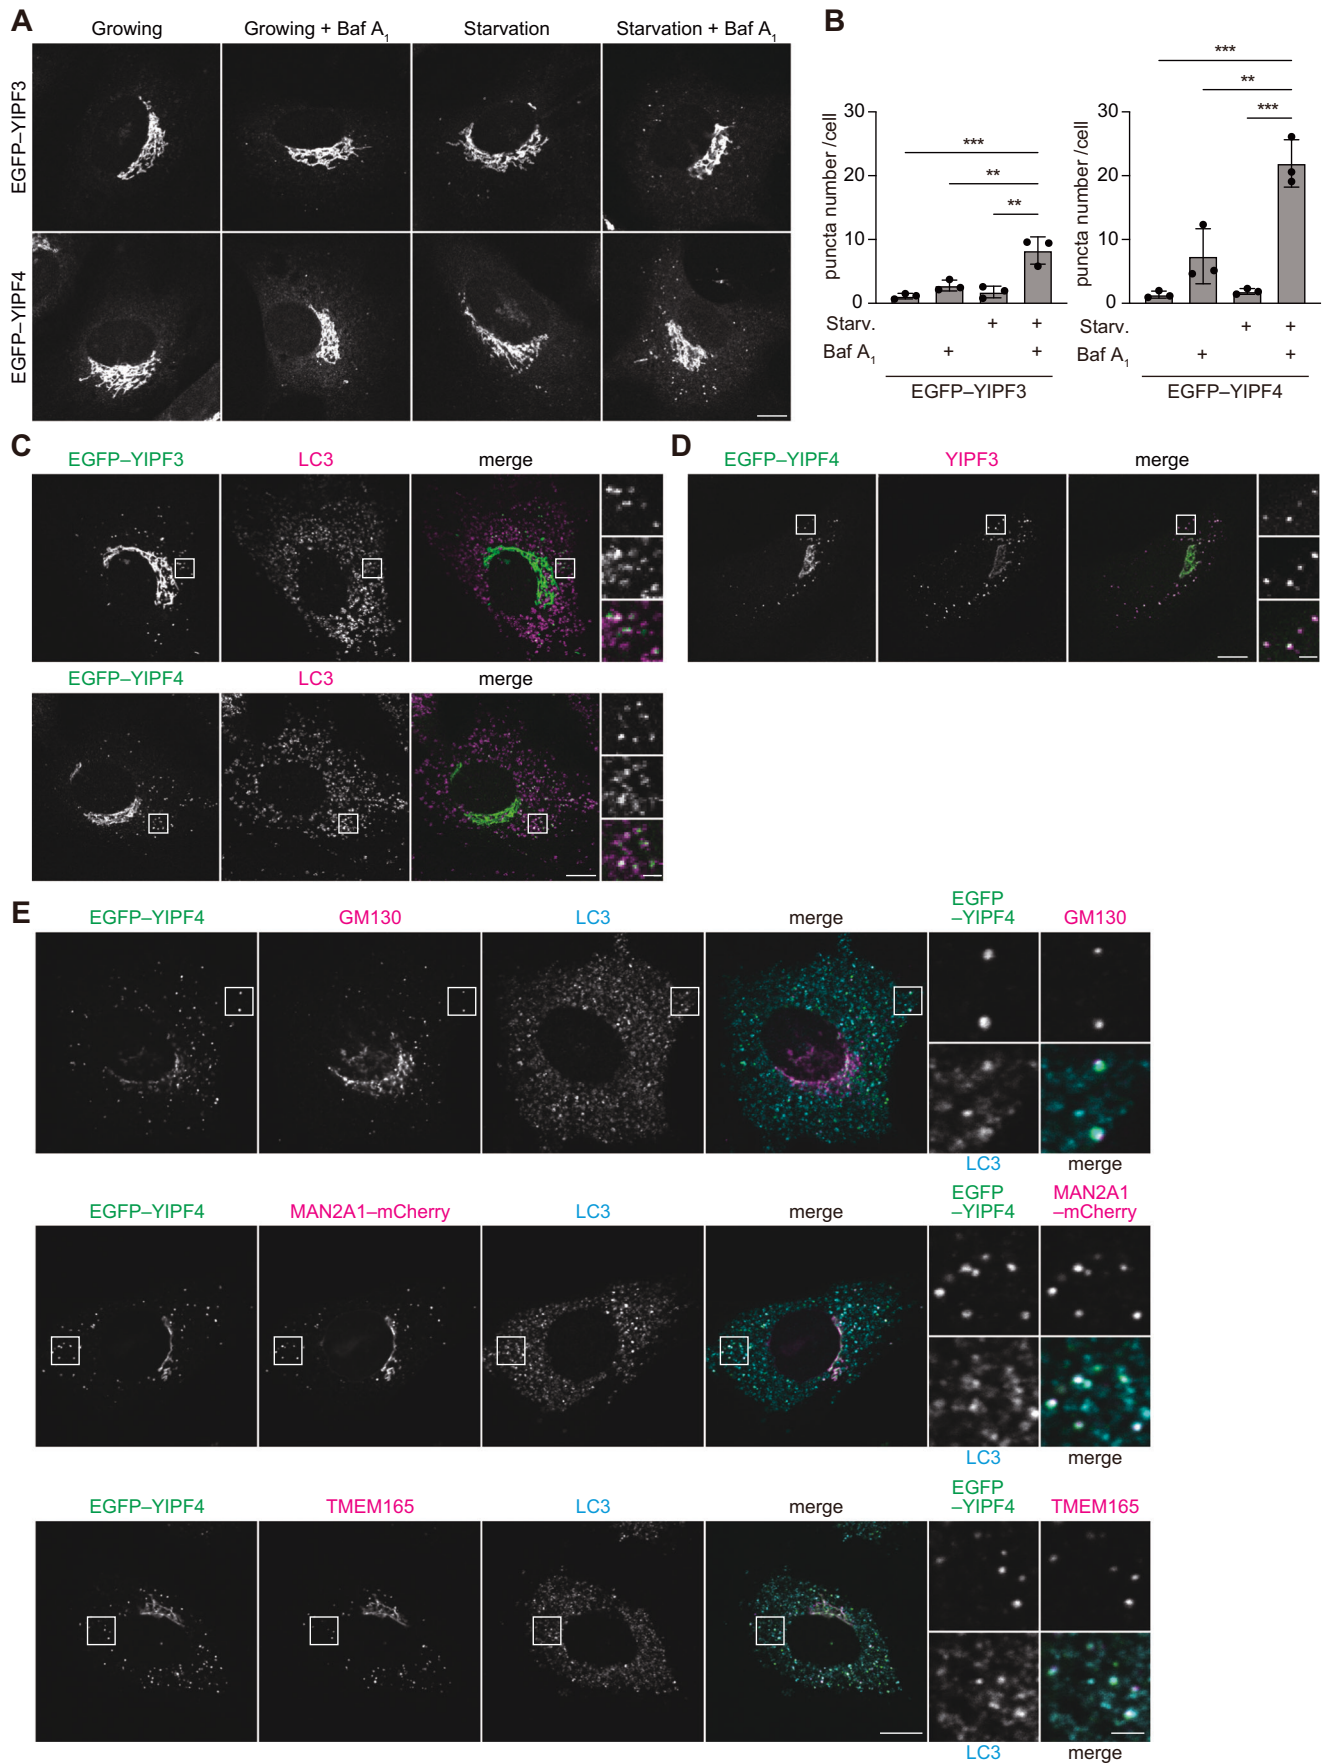 A
Growing
Growing + Baf A1
Starvation
Starvation + Baf A1
EGFP–YIPF3
EGFP–YIPF4
B
puncta number /cell
30
20
10
0
***
**
**
Starv. + +
Baf A1 + +
EGFP–YIPF3
puncta number /cell
30
20
10
0
***
**
***
Starv. + +
Baf A1 + +
EGFP–YIPF4
C
EGFP–YIPF3 LC3 merge
EGFP–YIPF4 LC3 merge
D
EGFP–YIPF4 YIPF3 merge
E
EGFP–YIPF4 GM130 LC3 merge
EGFP
–YIPF4
GM130
LC3 merge
EGFP–YIPF4 MAN2A1–mCherry LC3 merge
EGFP
–YIPF4
MAN2A1
–mCherry
LC3 merge
EGFP–YIPF4 TMEM165 LC3 merge
EGFP
–YIPF4
TMEM165
LC3 merge